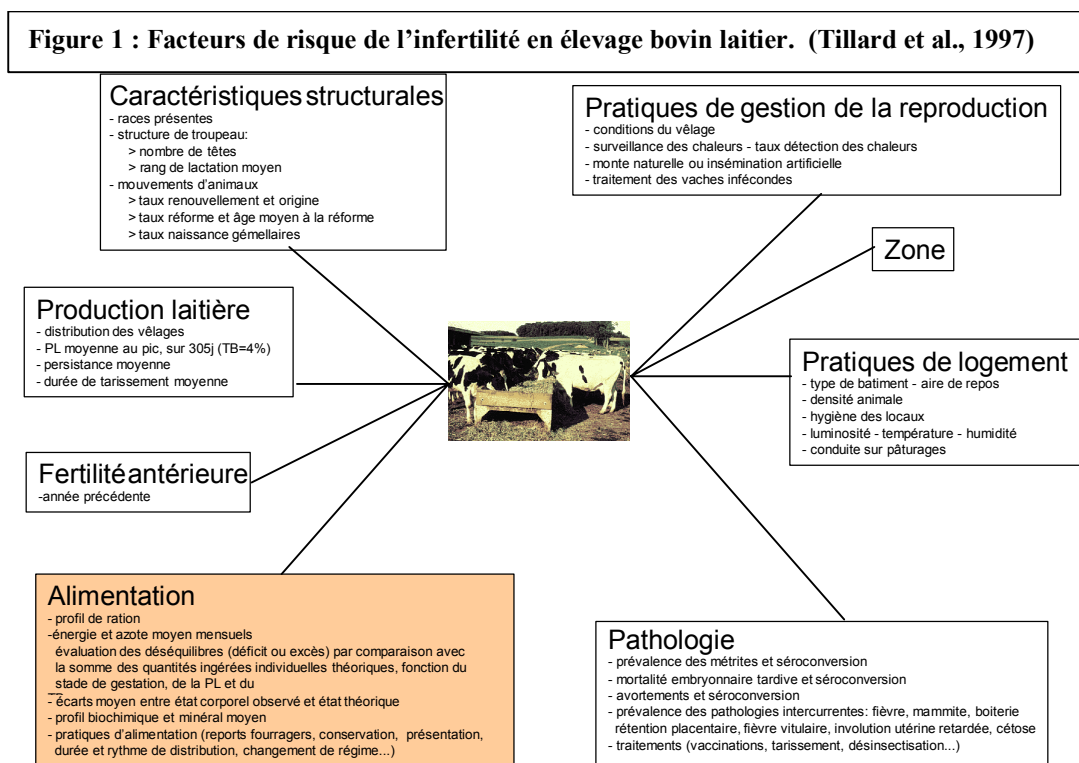 Figure 1 : Facteurs de risque de l'infertilité en élevage bovin laitier. (Tillard et al., 1997)
Caractéristiques structurales
- races présentes
- structure de troupeau:
> nombre de têtes
> rang de lactation moyen
- mouvements d'animaux
> taux renouvellement et origine
> taux réforme et âge moyen à la réforme
> taux naissance gémellaires
Pratiques de gestion de la reproduction
- conditions du vêlage
- surveillance des chaleurs - taux détection des chaleurs
- monte naturelle ou insémination artificielle
- traitement des vaches infécondes
Zone
Production laitière
- distribution des vêlages
- PL moyenne au pic, sur 305j (TB=4%)
- persistance moyenne
- durée de tarissement moyenne
Pratiques de logement
- type de batiment - aire de repos
- densité animale
- hygiène des locaux
- luminosité - température - humidité
- conduite sur pâturages
Fertilité antérieure
-année précédente
Alimentation
- profil de ration
-énergie et azote moyen mensuels
évaluation des déséquilibres (déficit ou excès) par comparaison avec
la somme des quantités ingérées individuelles théoriques, fonction du
stade de gestation, de la PL et du
- écarts moyen entre état corporel observé et état théorique
- profil biochimique et minéral moyen
- pratiques d'alimentation (reports fourragers, conservation, présentation,
durée et rythme de distribution, changement de régime...)
Pathologie
- prévalence des métrites et séroconversion
- mortalité embryonnaire tardive et séroconversion
- avortements et séroconversion
- prévalence des pathologies intercurrentes: fièvre, mammite, boiterie
rétention placentaire, fièvre vitulaire, involution utérine retardée, cétose
- traitements (vaccinations, tarissement, désinsectisation...)